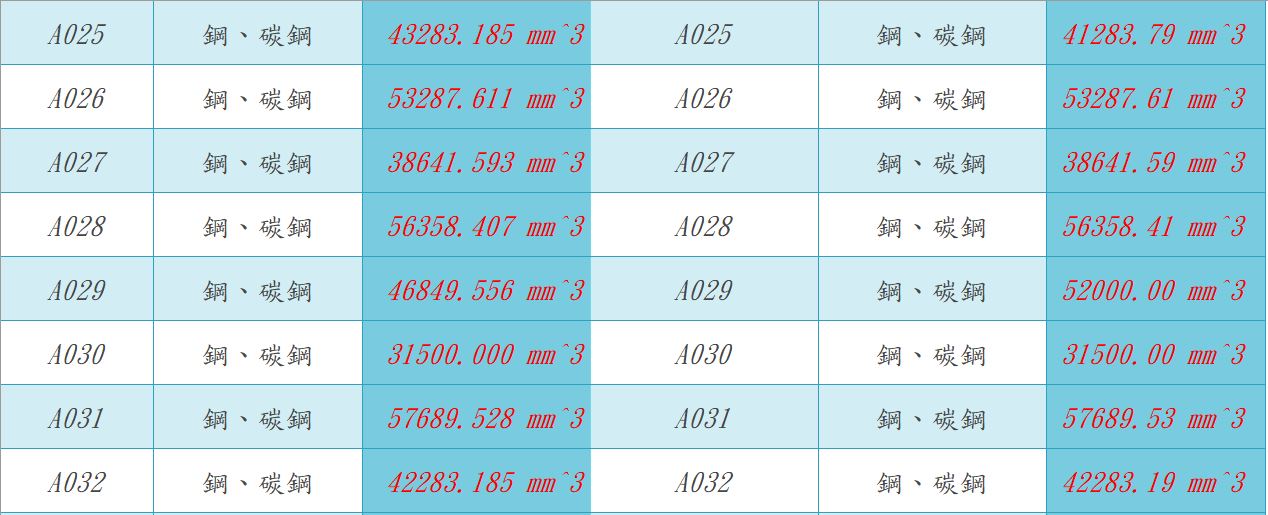 A025 鋼、碳鋼 43283.185 mm^3 A025 鋼、碳鋼 41283.79 mm^3
A026 鋼、碳鋼 53287.611 mm^3 A026 鋼、碳鋼 53287.61 mm^3
A027 鋼、碳鋼 38641.593 mm^3 A027 鋼、碳鋼 38641.59 mm^3
A028 鋼、碳鋼 56358.407 mm^3 A028 鋼、碳鋼 56358.41 mm^3
A029 鋼、碳鋼 46849.556 mm^3 A029 鋼、碳鋼 52000.00 mm^3
A030 鋼、碳鋼 31500.000 mm^3 A030 鋼、碳鋼 31500.00 mm^3
A031 鋼、碳鋼 57689.528 mm^3 A031 鋼、碳鋼 57689.53 mm^3
A032 鋼、碳鋼 42283.185 mm^3 A032 鋼、碳鋼 42283.19 mm^3